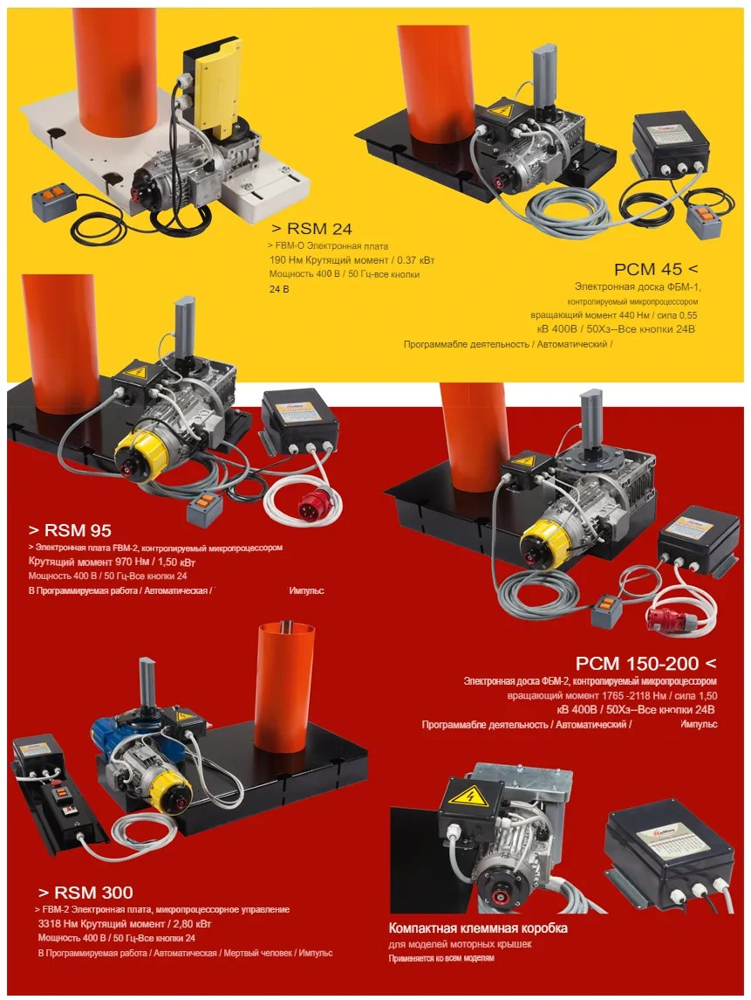 > RSM 24
> FBM-O Электронная плата
190 Нм Крутящий момент / 0.37 кВт
Мощность 400 В / 50 Гц-все кнопки
24 В
РСМ 45 <
Электронная доска ФБМ-1,
контролируемый микропроцессором
вращающий момент 440 Нм / сила 0,55
кВ 400В / 50Хз--Все кнопки 24В
Программабле деятельность / Автоматический /
> RSM 95
> Электронная плата FBM-2, контролируемый микропроцессором
Крутящий момент 970 Нм / 1,50 кВт
Мощность 400 В / 50 Гц-Все кнопки 24
В Программируемая работа / Автоматическая / Импульс
РСМ 150-200 <
Электронная доска ФБМ-2, контролируемый микропроцессором
вращающий момент 1765 -2118 Нм / сила 1,50
кВ 400В / 50Хз--Все кнопки 24В
Программабле деятельность / Автоматический / Импульс
> RSM 300
> FBM-2 Электронная плата, микропроцессорное управление
3318 Нм Крутящий момент / 2,80 кВт
Мощность 400 В / 50 Гц-Все кнопки 24
В Программируемая работа / Автоматическая / Мертвый человек / Импульс
Компактная клеммная коробка
для моделей моторных крышек
Применяется ко всем моделям